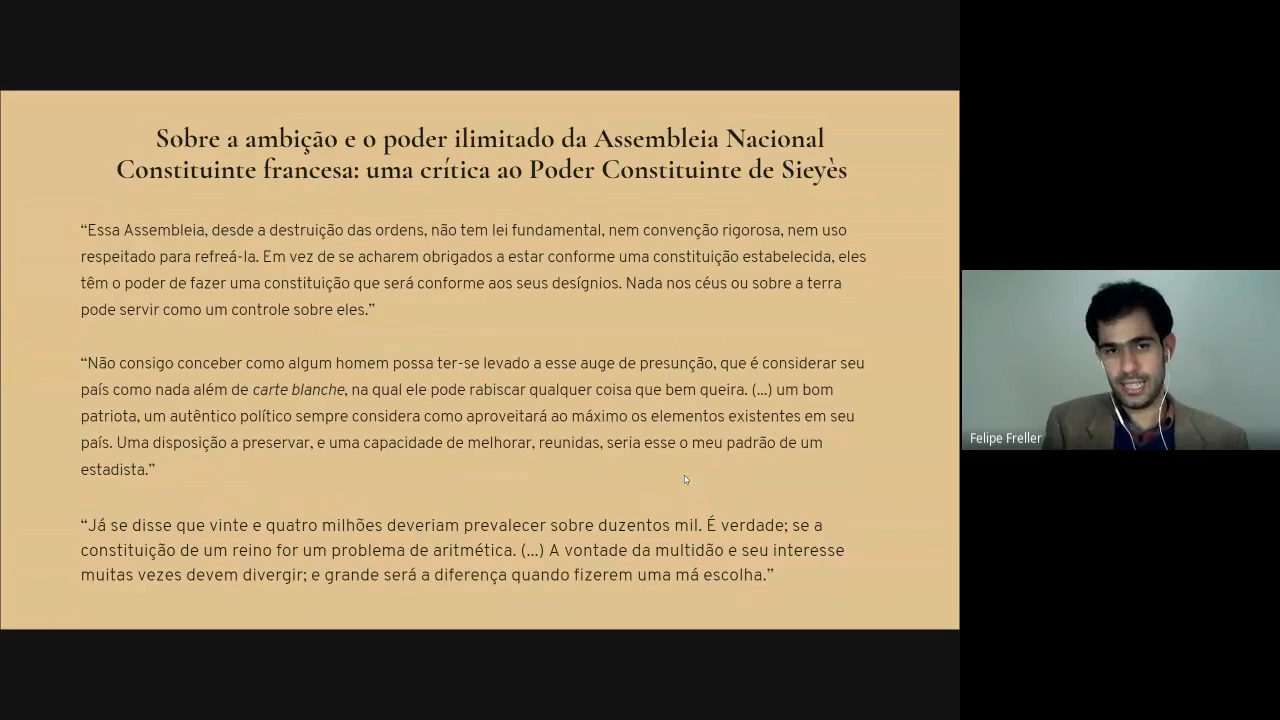 Sobre a ambição e o poder ilimitado da Assembleia Nacional
Constituinte francesa: uma crítica ao Poder Constituinte de Sieyès
“Essa Assembleia, desde a destruição das ordens, não tem lei fundamental, nem convenção rigorosa, nem uso
respeitado para refreá-la. Em vez de se acharem obrigados a estar conforme uma constituição estabelecida, eles
têm o poder de fazer uma constituição que será conforme aos seus desígnios. Nada nos céus ou sobre a terra
pode servir como um controle sobre eles.”
“Não consigo conceber como algum homem possa ter-se levado a esse auge de presunção, que é considerar seu
país como nada além de carte blanche, na qual ele pode rabiscar qualquer coisa que bem queira. (...) um bom
patriota, um autêntico político sempre considera como aproveitará ao máximo os elementos existentes em seu
país. Uma disposição a preservar, e uma capacidade de melhorar, reunidas, seria esse o meu padrão de um
estadista.”
“Já se disse que vinte e quatro milhões deveriam prevalecer sobre duzentos mil. É verdade; se a
constituição de um reino for um problema de aritmética. (...) A vontade da multidão e seu interesse
muitas vezes devem divergir; e grande será a diferença quando fizerem uma má escolha.”
Felipe Freller